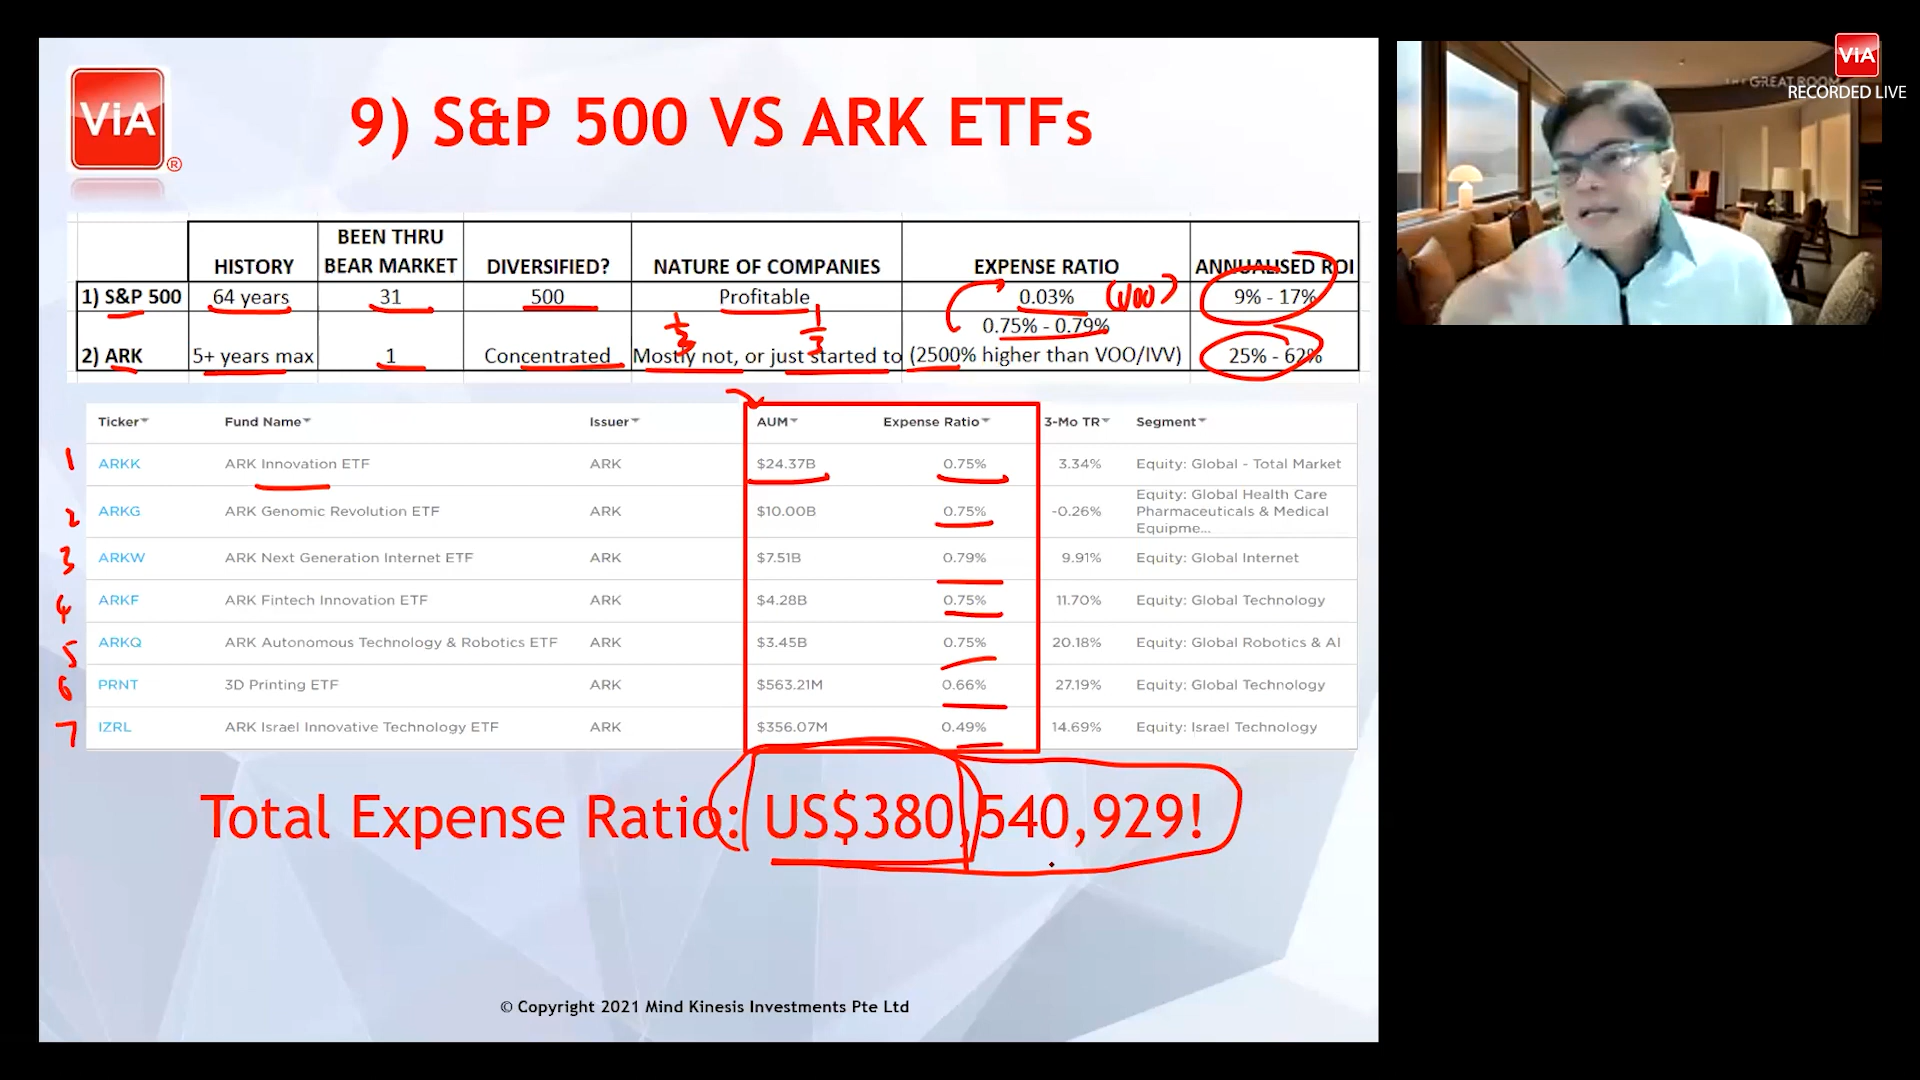 ViA
®
9) S&P 500 VS ARK ETFs
HISTORY
BEEN THRU
BEAR MARKET
DIVERSIFIED?
NATURE OF COMPANIES
EXPENSE RATIO
ANNUALISED ROI
1) S&P 500 64 years 31 500 Profitable 0.03% (VOO) 9% - 17%
1/3 1/3
0.75% - 0.79%
2) ARK 5+ years max 1 Concentrated Mostly not, or just started to (2500% higher than VOO/IVV) 25% - 62%
Ticker Fund Name Issuer AUM Expense Ratio 3-Mo TR Segment
1 ARKK ARK Innovation ETF ARK $24.37B 0.75% 3.34% Equity: Global - Total Market
2 ARKG ARK Genomic Revolution ETF ARK $10.00B 0.75% -0.26% Equity: Global Health Care
Pharmaceuticals & Medical
Equipme...
3 ARKW ARK Next Generation Internet ETF ARK $7.51B 0.79% 9.91% Equity: Global Internet
4 ARKF ARK Fintech Innovation ETF ARK $4.28B 0.75% 11.70% Equity: Global Technology
5 ARKQ ARK Autonomous Technology & Robotics ETF ARK $3.45B 0.75% 20.18% Equity: Global Robotics & AI
6 PRNT 3D Printing ETF ARK $563.21M 0.66% 27.19% Equity: Global Technology
7 IZRL ARK Israel Innovative Technology ETF ARK $356.07M 0.49% 14.69% Equity: Israel Technology
Total Expense Ratio: US$380,540,929!
© Copyright 2021 Mind Kinesis Investments Pte Ltd
ViA
THE GREAT ROOM
RECORDED LIVE